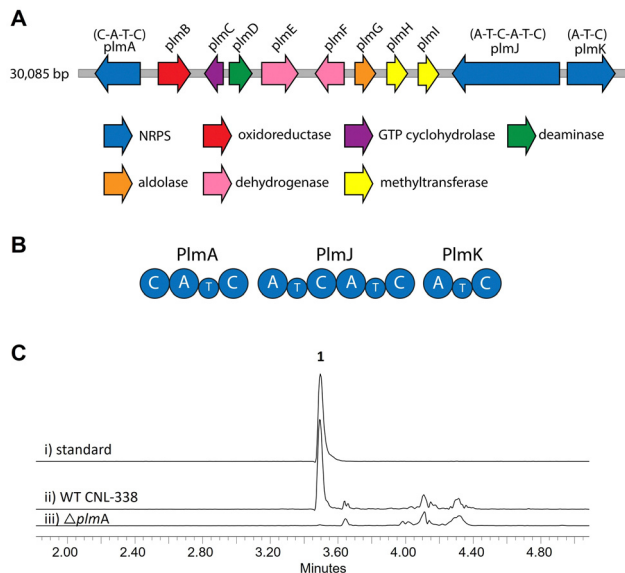 A
(C-A-T-C)
plmA
plmB
plmC
plmD
plmE
plmF
plmG
plmH
plmI
(A-T-C-A-T-C)
plmJ
(A-T-C)
plmK
30,085 bp
NRPS
oxidoreductase
GTP cyclohydrolase
deaminase
aldolase
dehydrogenase
methyltransferase
B
PlmA PlmJ PlmK
C A T C A T C A T C A T C
C
1
i) standard
ii) WT CNL-338
iii) △plmA
2.00 2.40 2.80 3.20 3.60 4.00 4.40 4.80
Minutes